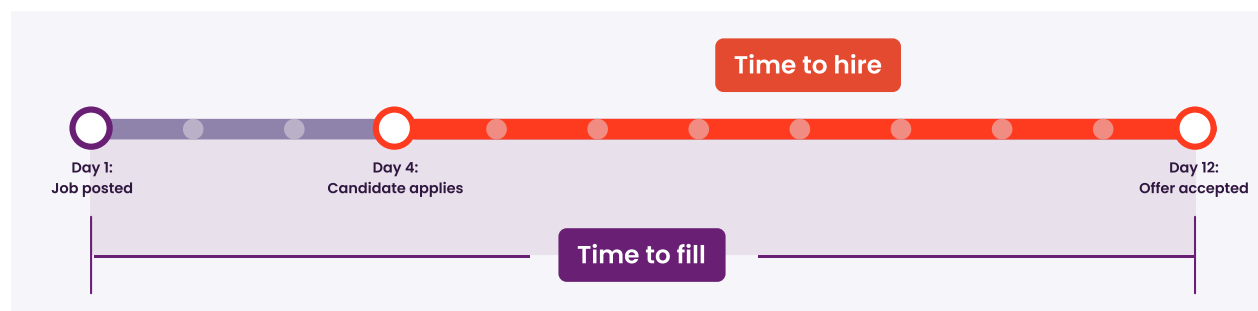 Time to hire
Day 1:
Job posted
Day 4:
Candidate applies
Day 12:
Offer accepted
Time to fill